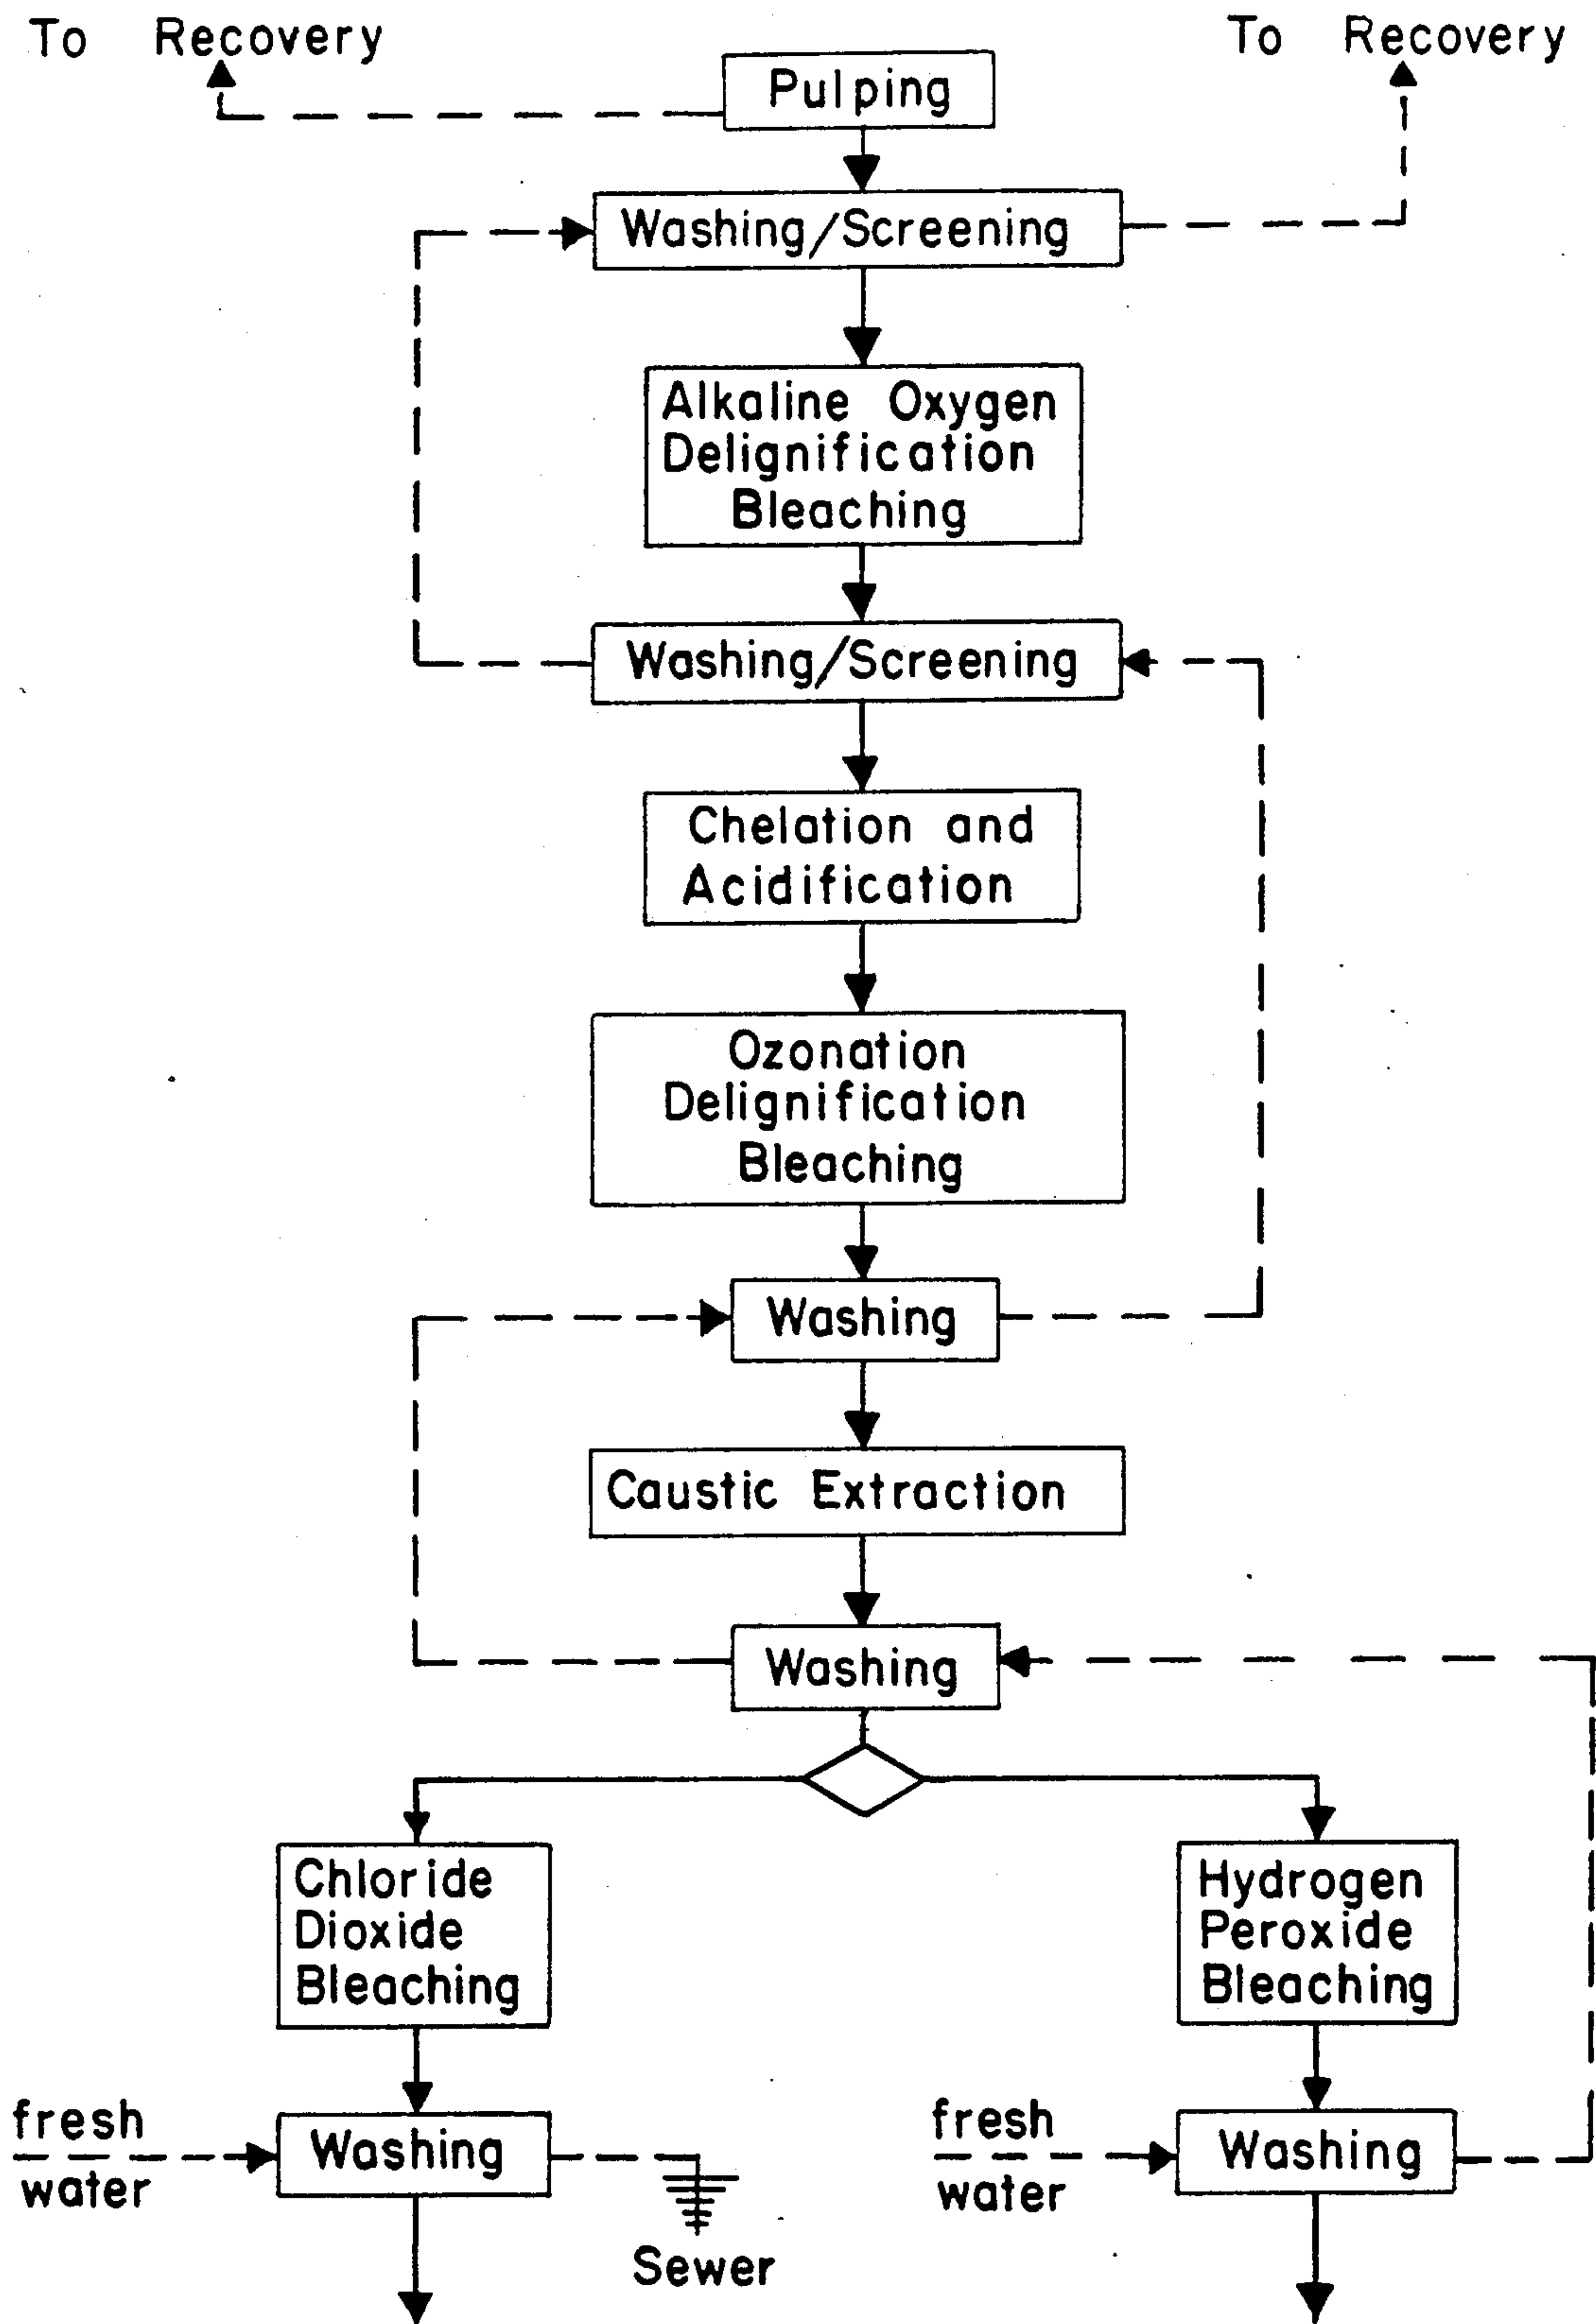 To Recovery
To Recovery
Pulping
Washing/Screening
Alkaline Oxygen
Delignification
Bleaching
Washing/Screening
Chelation and
Acidification
Ozonation
Delignification
Bleaching
Washing
Caustic Extraction
Washing
Chloride
Dioxide
Bleaching
Hydrogen
Peroxide
Bleaching
fresh
water
Washing
Sewer
fresh
water
Washing